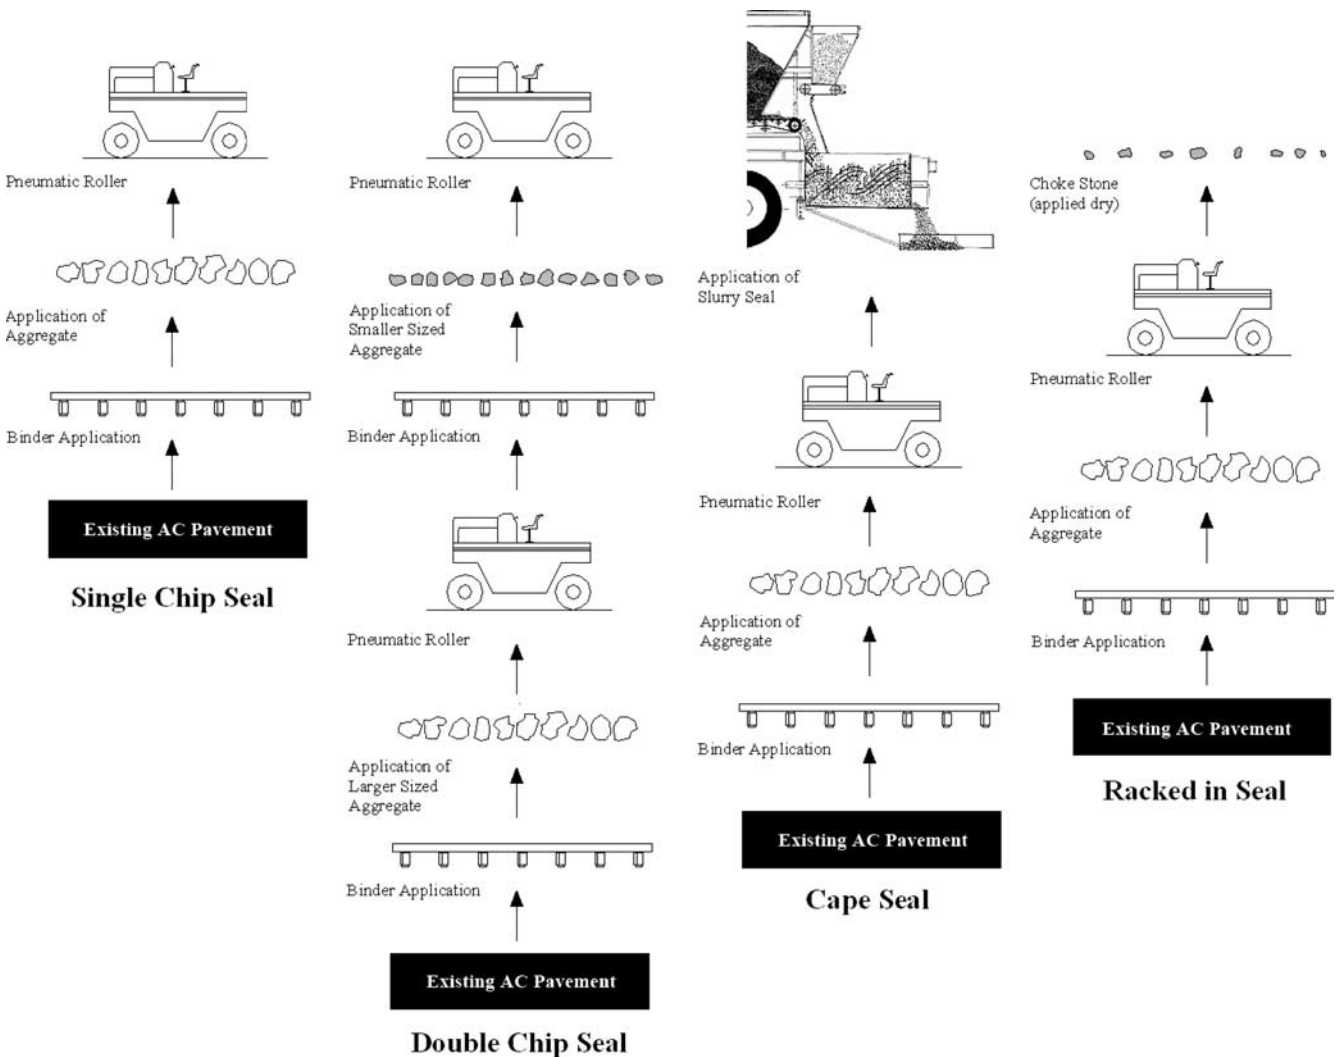 Pneumatic Roller
Application of
Aggregate
Binder Application
Existing AC Pavement
Single Chip Seal
Pneumatic Roller
Application of
Smaller Sized
Aggregate
Binder Application
Pneumatic Roller
Application of
Larger Sized
Aggregate
Binder Application
Existing AC Pavement
Double Chip Seal
Application of
Slurry Seal
Pneumatic Roller
Application of
Aggregate
Binder Application
Existing AC Pavement
Cape Seal
Choke Stone
(applied dry)
Pneumatic Roller
Application of
Aggregate
Binder Application
Existing AC Pavement
Racked in Seal